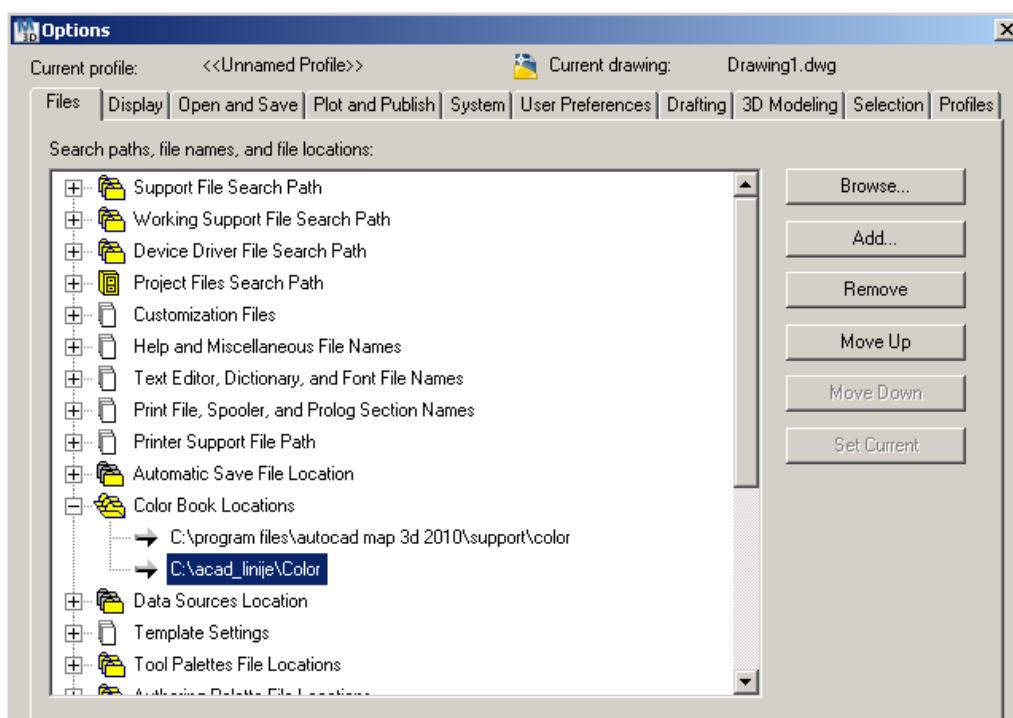 Options
Current profile: <<Unnamed Profile>> Current drawing: Drawing1.dwg
Files Display Open and Save Plot and Publish System User Preferences Drafting 3D Modeling Selection Profiles
Search paths, file names, and file locations:
Support File Search Path
Working Support File Search Path
Device Driver File Search Path
Project Files Search Path
Customization Files
Help and Miscellaneous File Names
Text Editor, Dictionary, and Font File Names
Print File, Spooler, and Prolog Section Names
Printer Support File Path
Automatic Save File Location
Color Book Locations
C:\program files\autocad map 3d 2010\support\color
C:\acad_linije\Color
Data Sources Location
Template Settings
Tool Palettes File Locations
Authoring Palette File Locations
Browse...
Add...
Remove
Move Up
Move Down
Set Current